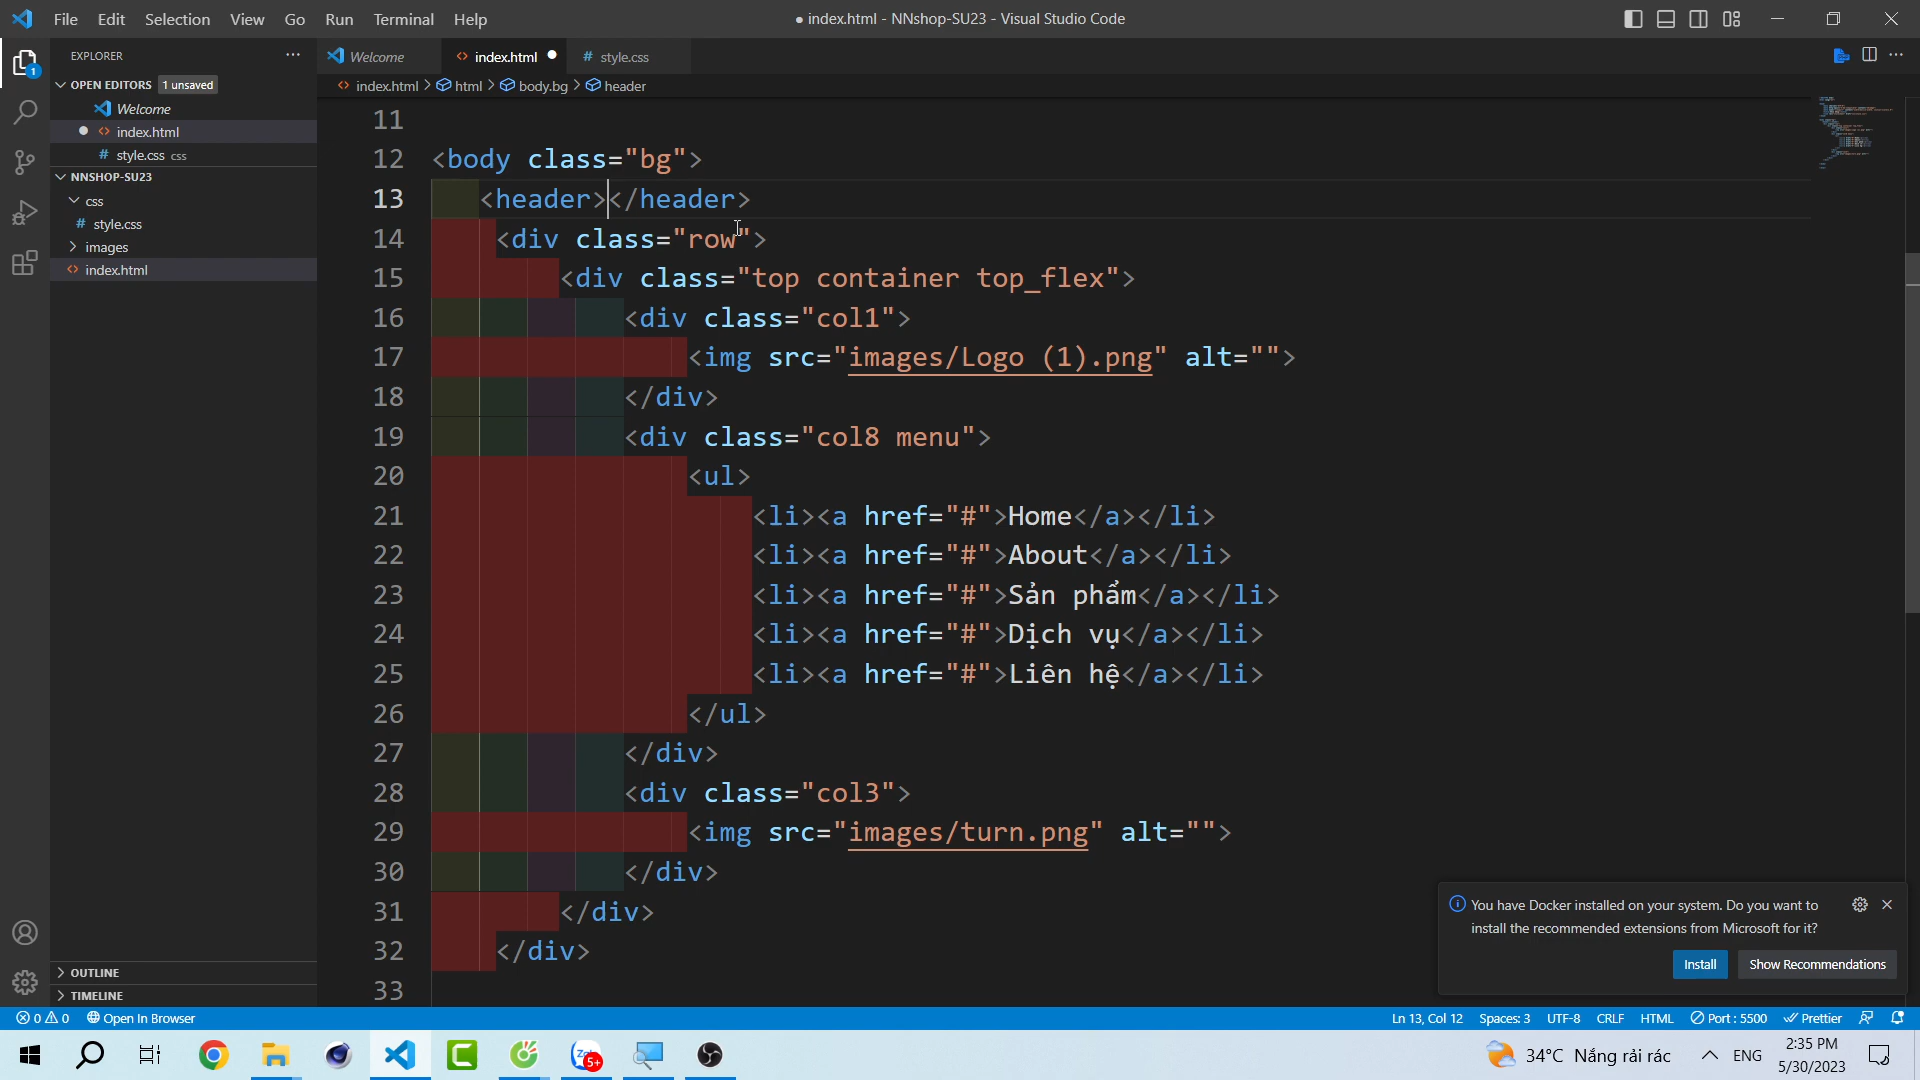 File Edit Selection View Go Run Terminal Help
● index.html - NNshop-SU23 - Visual Studio Code
EXPLORER
Welcome
index.html
# style.css
OPEN EDITORS 1 unsaved
index.html > html > body.bg > header
Welcome
index.html
# style.css css
NNSHOP-SU23
css
# style.css
images
index.html
11
12 <body class="bg">
13 <header></header>
14 <div class="row">
15 <div class="top container top_flex">
16 <div class="col1">
17 <img src="images/Logo (1).png" alt="">
18 </div>
19 <div class="col8 menu">
20 <ul>
21 <li><a href="#">Home</a></li>
22 <li><a href="#">About</a></li>
23 <li><a href="#">Sản phẩm</a></li>
24 <li><a href="#">Dịch vụ</a></li>
25 <li><a href="#">Liên hệ</a></li>
26 </ul>
27 </div>
28 <div class="col3">
29 <img src="images/turn.png" alt="">
30 </div>
31 </div>
32 </div>
33
You have Docker installed on your system. Do you want to
install the recommended extensions from Microsoft for it?
Install Show Recommendations
OUTLINE
TIMELINE
0 0 Open In Browser
Ln 13, Col 12 Spaces: 3 UTF-8 CRLF HTML Port : 5500 Prettier
1
5+
34°C Nắng rải rác
ENG
2:35 PM
5/30/2023